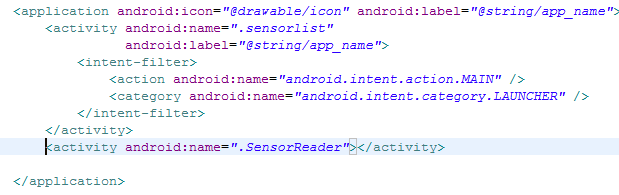 <application android:icon="@drawable/icon" android:label="@string/app_name">
<activity android:name=".sensorlist"
android:label="@string/app_name">
<intent-filter>
<action android:name="android.intent.action.MAIN" />
<category android:name="android.intent.category.LAUNCHER" />
</intent-filter>
</activity>
<activity android:name=".SensorReader"></activity>
</application>